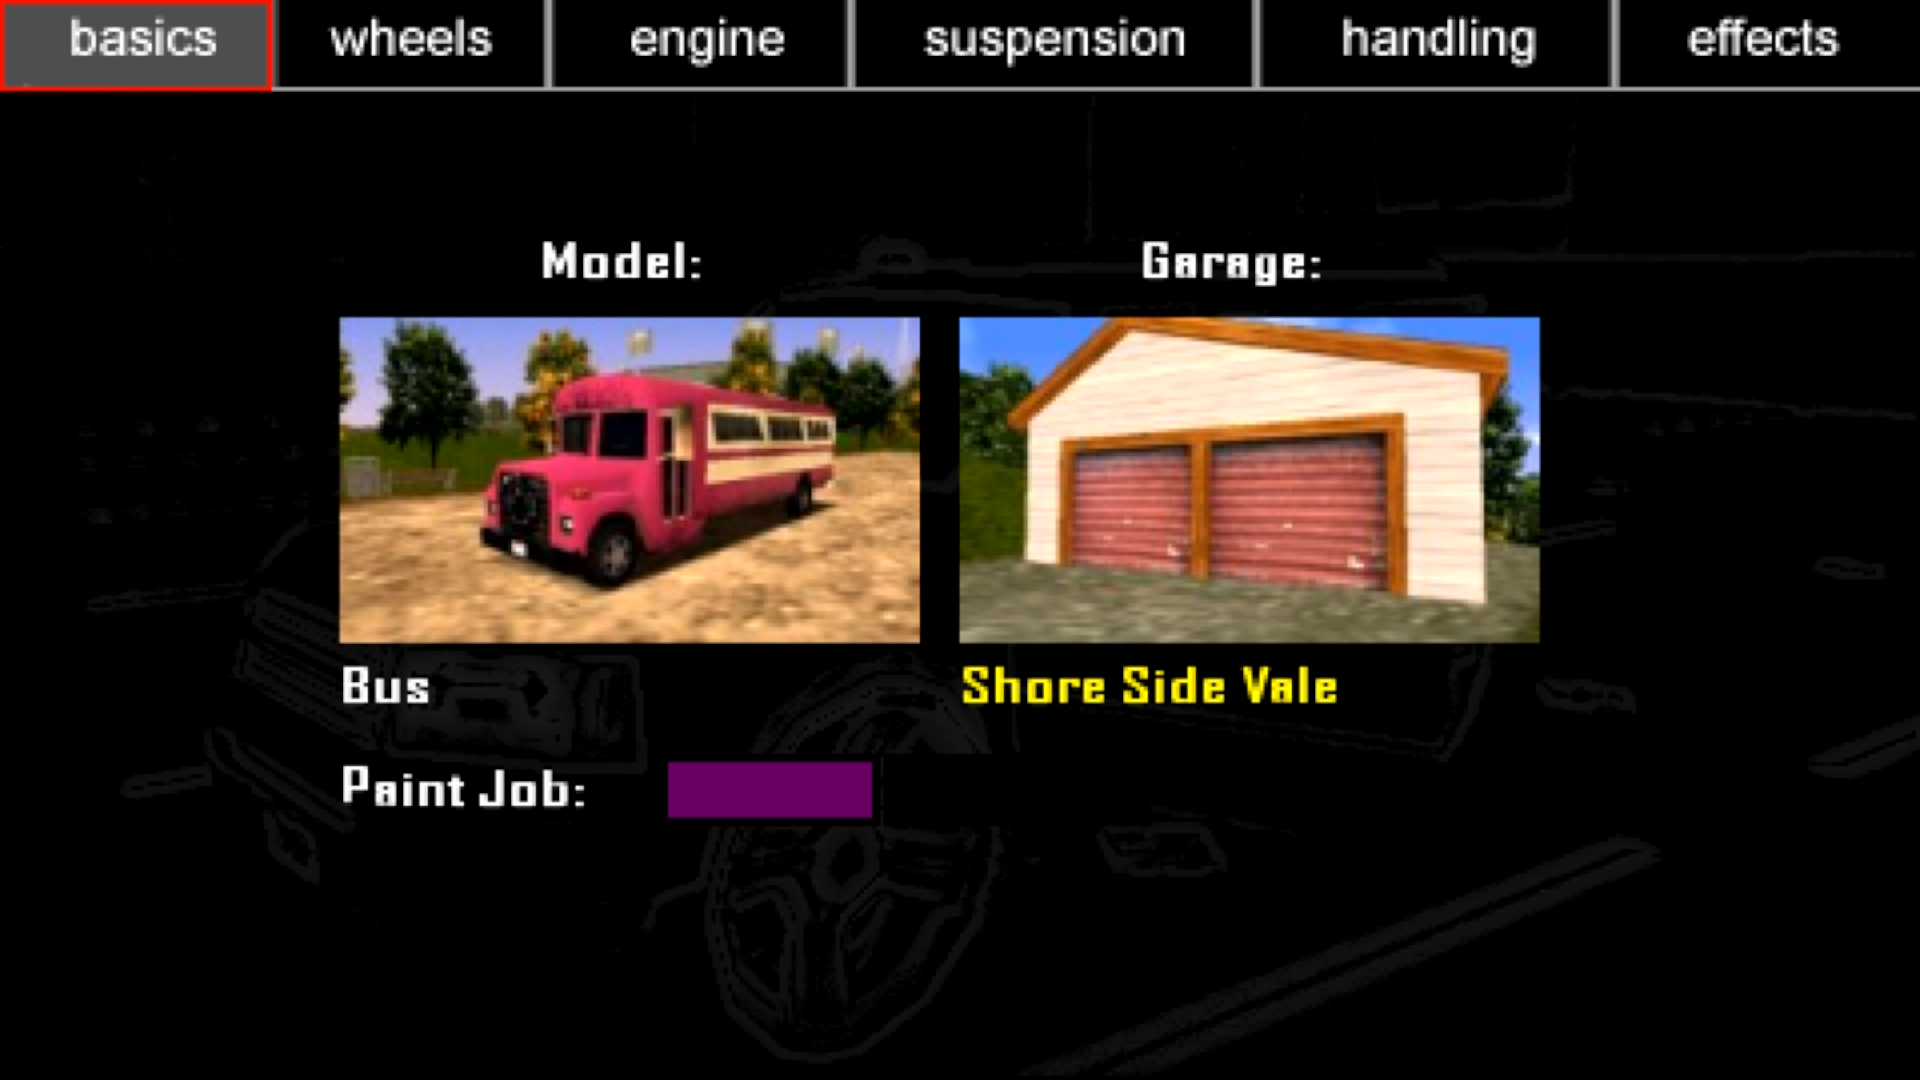 basics wheels engine suspension handling effects
Model: Garage:
Bus Shore Side Vale
Paint Job: